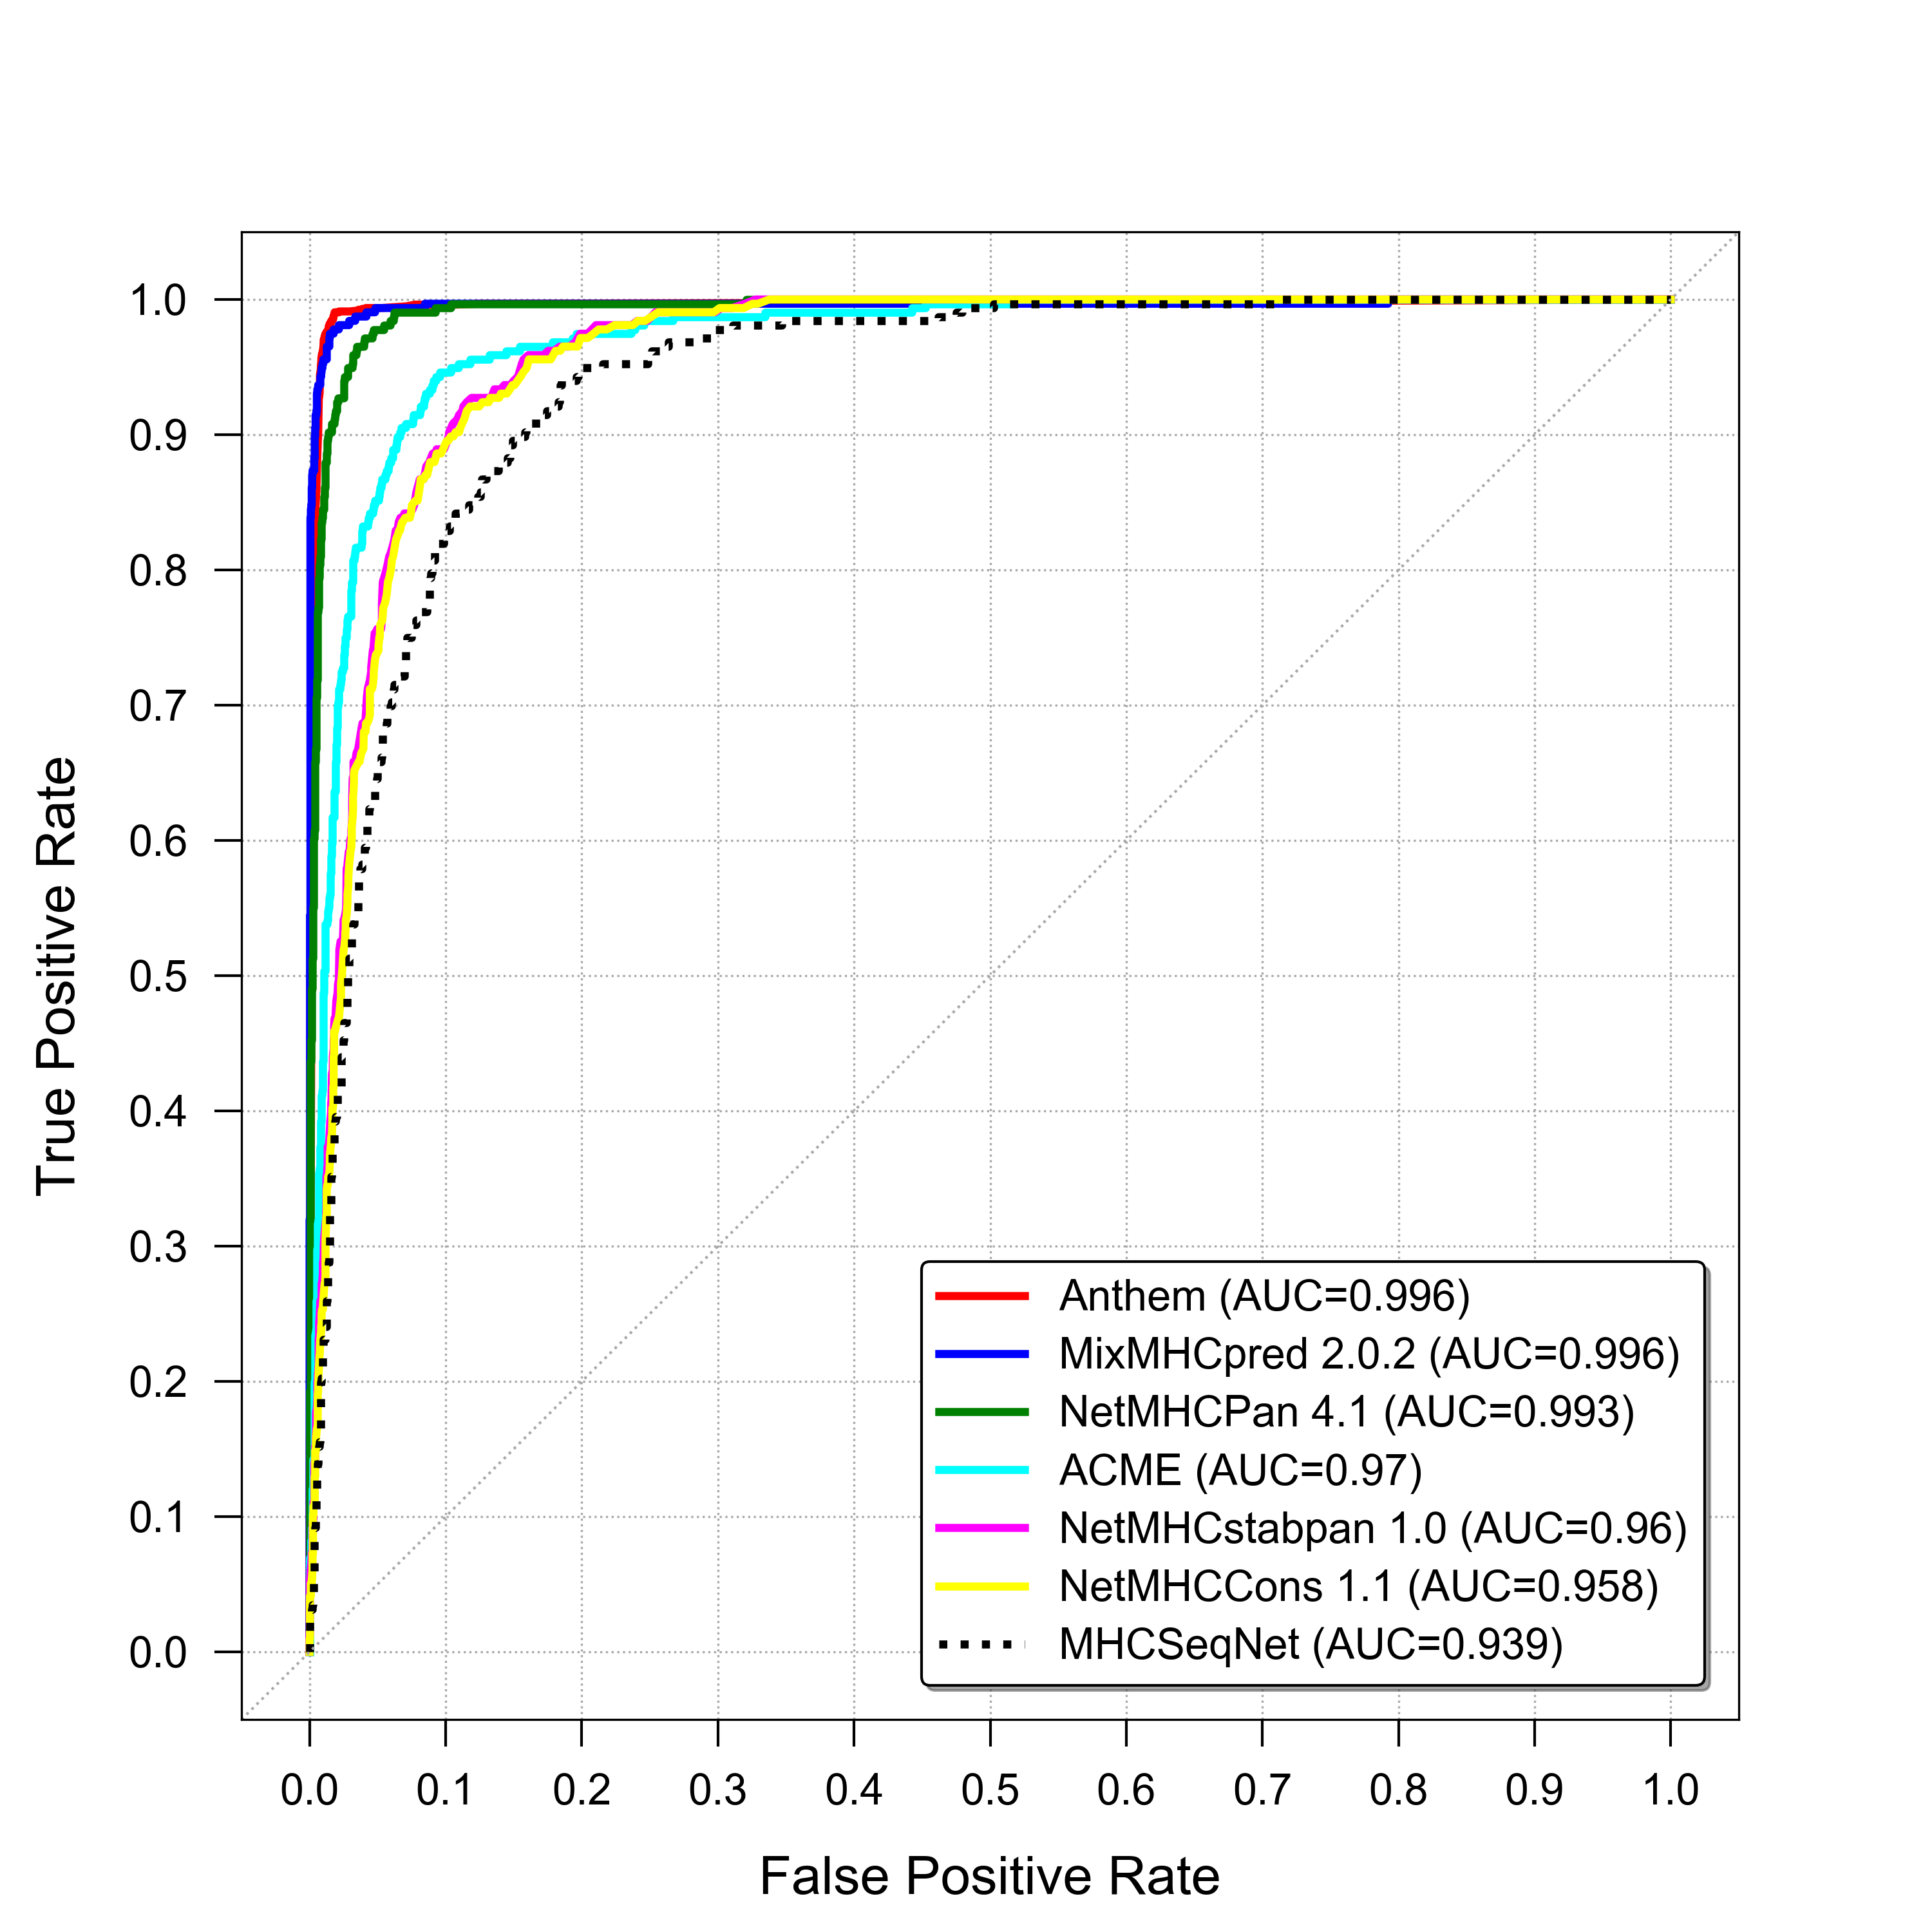 1.0
0.9
0.8
0.7
0.6
0.5
0.4
0.3
0.2
0.1
0.0
True Positive Rate
Anthem (AUC=0.996)
MixMHCpred 2.0.2 (AUC=0.996)
NetMHCPan 4.1 (AUC=0.993)
ACME (AUC=0.97)
NetMHCstabpan 1.0 (AUC=0.96)
NetMHCCons 1.1 (AUC=0.958)
MHCSeqNet (AUC=0.939)
0.0 0.1 0.2 0.3 0.4 0.5 0.6 0.7 0.8 0.9 1.0
False Positive Rate